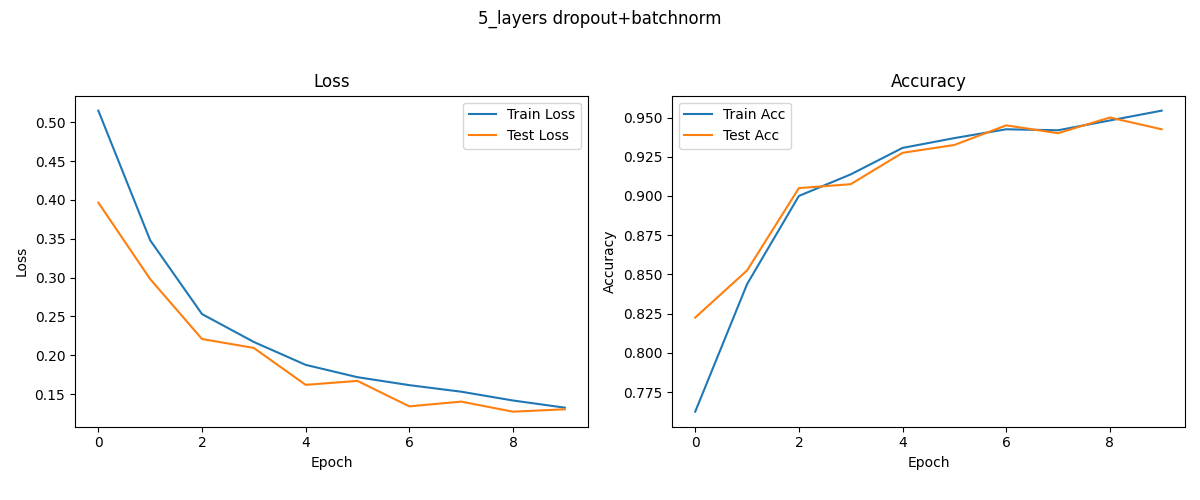 5_layers dropout+batchnorm
Loss
Train Loss
Test Loss
0.50
0.45
0.40
0.35
0.30
0.25
0.20
0.15
Loss
0 2 4 6 8
Epoch
Accuracy
Train Acc
Test Acc
0.950
0.925
0.900
0.875
0.850
0.825
0.800
0.775
Accuracy
0 2 4 6 8
Epoch